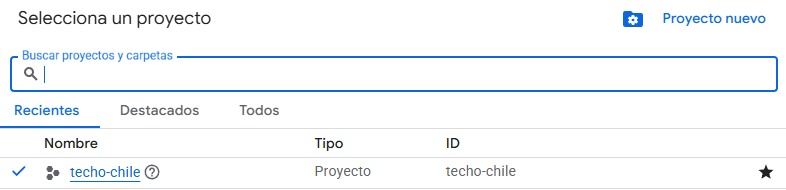 Selecciona un proyecto
Proyecto nuevo
Buscar proyectos y carpetas
Recientes Destacados Todos
Nombre Tipo ID
techo-chile Proyecto techo-chile